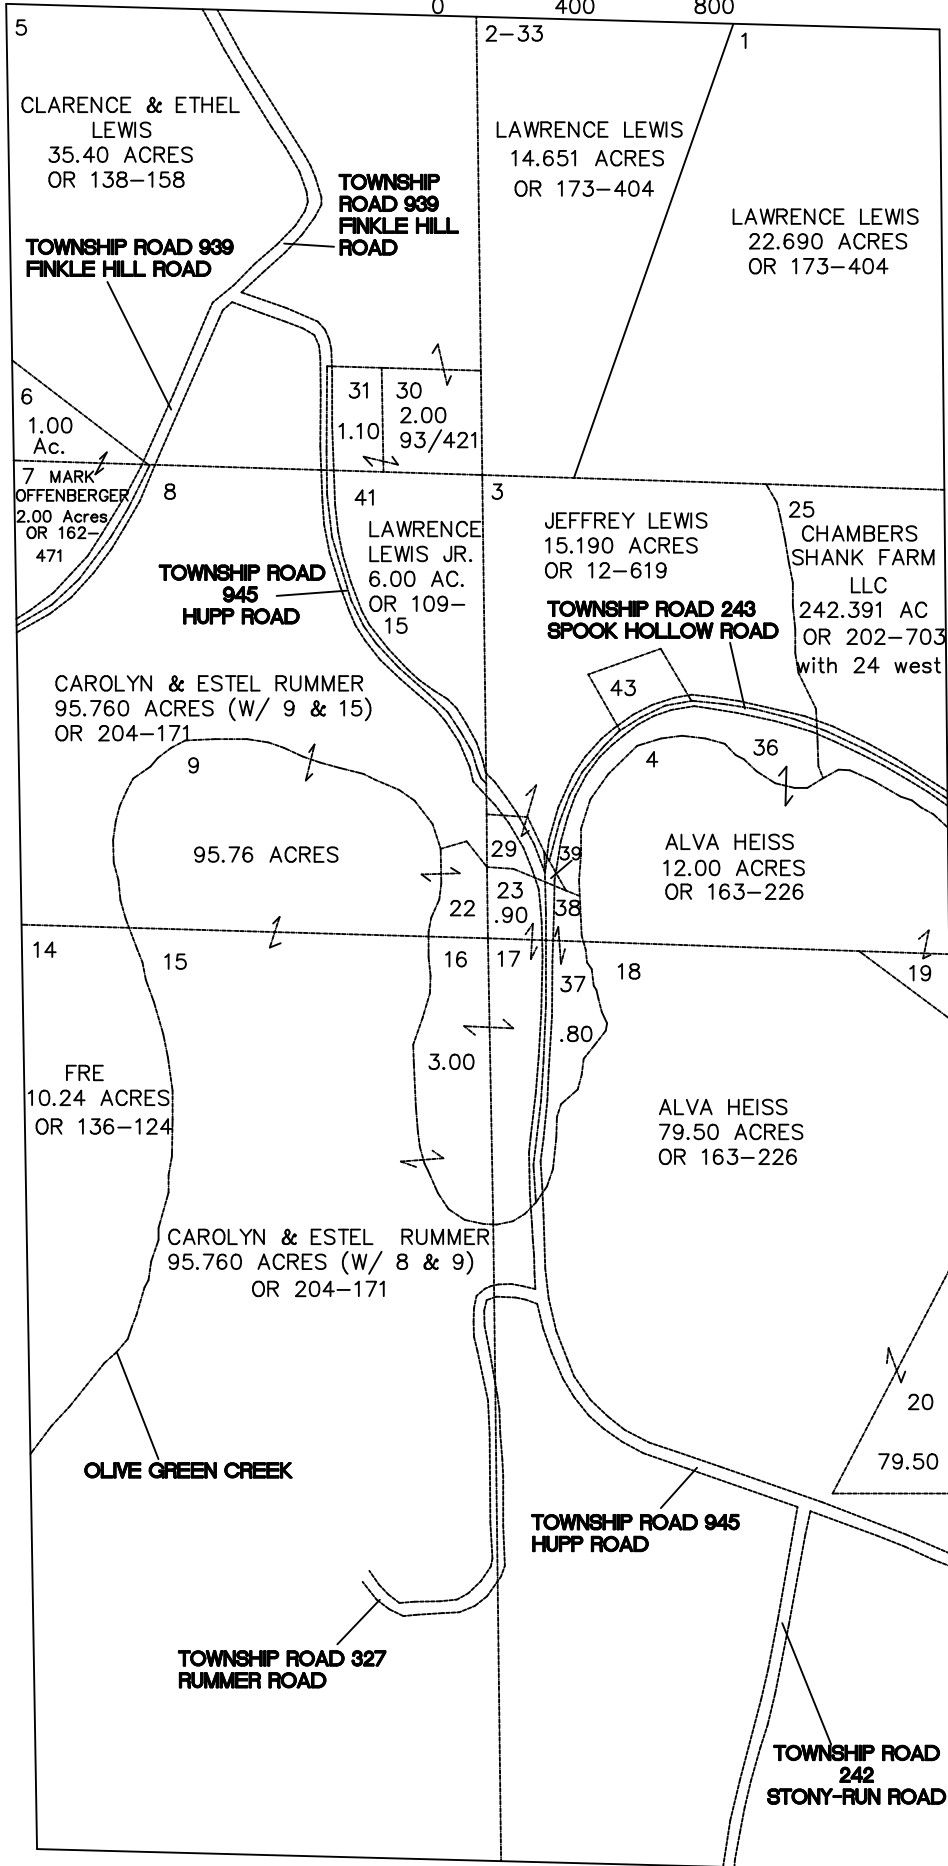 0 400 800
5
2-33
1
CLARENCE & ETHEL
LEWIS
35.40 ACRES
OR 138-158
LAWRENCE LEWIS
14.651 ACRES
OR 173-404
TOWNSHIP
ROAD 939
FINKLE HILL
ROAD
LAWRENCE LEWIS
22.690 ACRES
OR 173-404
TOWNSHIP ROAD 939
FINKLE HILL ROAD
6
1.00
Ac.
31
1.10
30
2.00
93/421
7 MARK
OFFENBERGER
2.00 Acres
OR 162-
471
8
41
LAWRENCE
LEWIS JR.
6.00 AC.
OR 109-
15
3
JEFFREY LEWIS
15.190 ACRES
OR 12-619
25
CHAMBERS
SHANK FARM
LLC
242.391 AC
OR 202-703
with 24 west
TOWNSHIP ROAD
945
HUPP ROAD
TOWNSHIP ROAD 243
SPOOK HOLLOW ROAD
43
CAROLYN & ESTEL RUMMER
95.760 ACRES (W/ 9 & 15)
OR 204-171
9
95.76 ACRES
4
36
ALVA HEISS
12.00 ACRES
OR 163-226
29
39
23
.90
22
38
14
15
16
17
37
18
19
.80
3.00
FRE
10.24 ACRES
OR 136-124
ALVA HEISS
79.50 ACRES
OR 163-226
CAROLYN & ESTEL RUMMER
95.760 ACRES (W/ 8 & 9)
OR 204-171
20
79.50
OLIVE GREEN CREEK
TOWNSHIP ROAD 945
HUPP ROAD
TOWNSHIP ROAD 327
RUMMER ROAD
TOWNSHIP ROAD
242
STONY-RUN ROAD